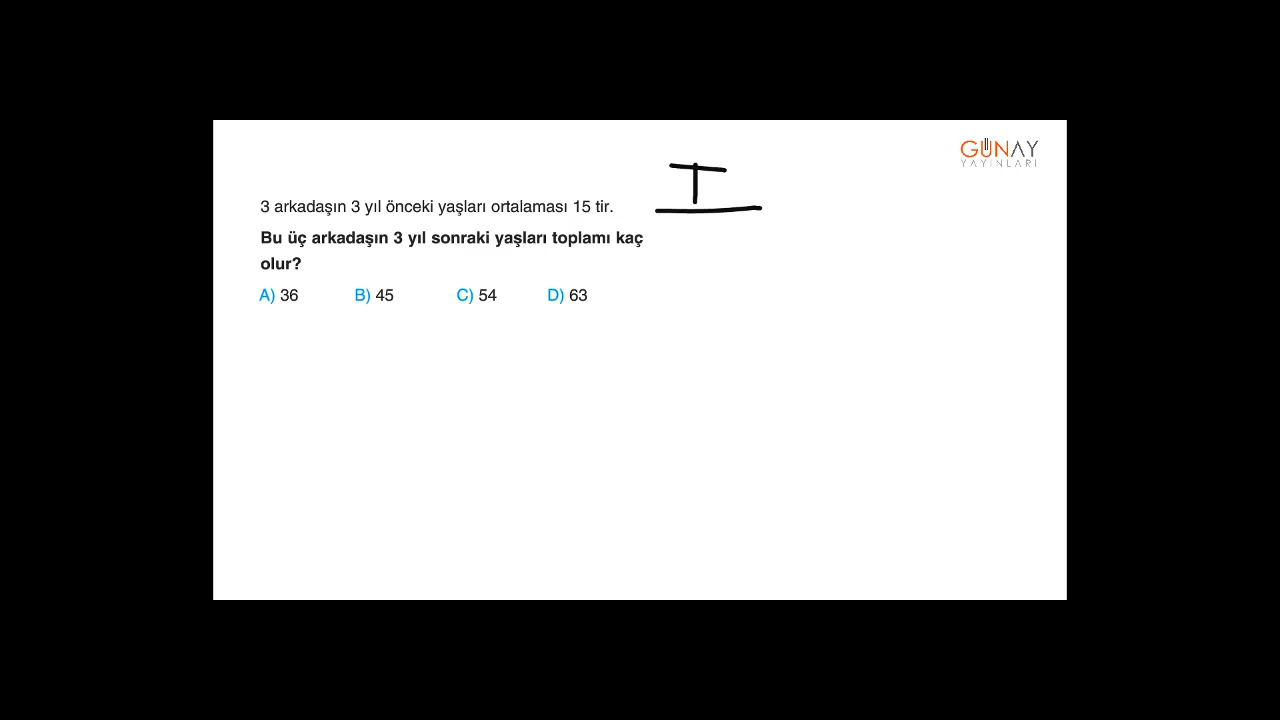 GÜNAY
YAYINLARI
T
3 arkadaşın 3 yıl önceki yaşları ortalaması 15 tir.
Bu üç arkadaşın 3 yıl sonraki yaşları toplamı kaç
olur?
A) 36 B) 45 C) 54 D) 63